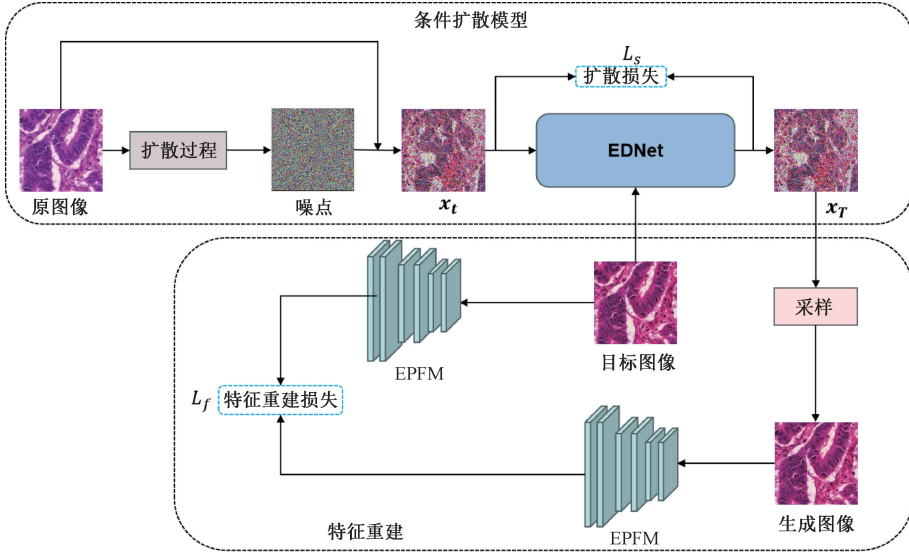 条件扩散模型
L_s
扩散损失
扩散过程
EDNet
原图像
噪点
x_t
x_T
采样
EPFM
目标图像
L_f
特征重建损失
特征重建
EPFM
生成图像